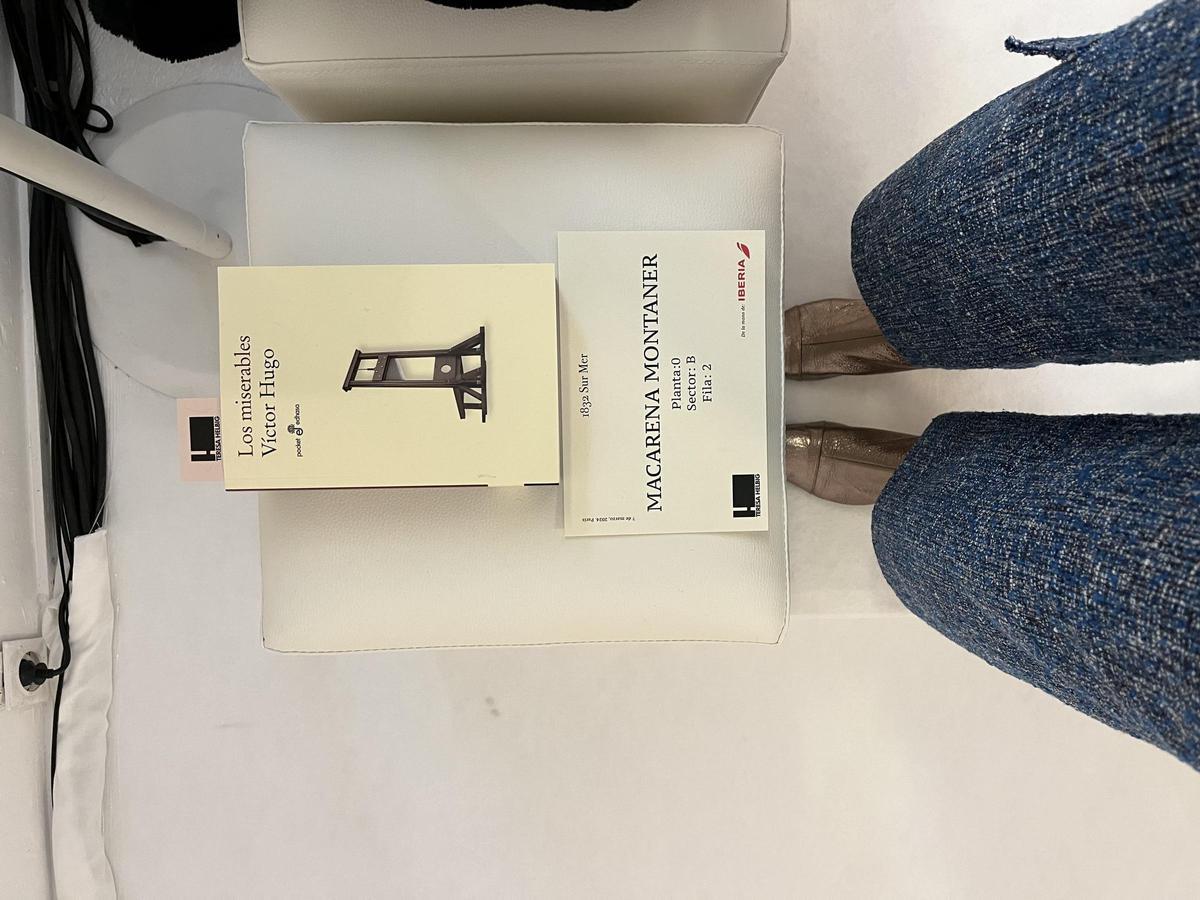 Los miserables
Víctor Hugo
pocket edhasa
H
TERESA HELBIG
7 de marzo, 2024. París
1832 Sur Mer
MACARENA MONTANER
Planta:0
Sector: B
Fila: 2
H
TERESA HELBIG
De la mano de: IBERIA